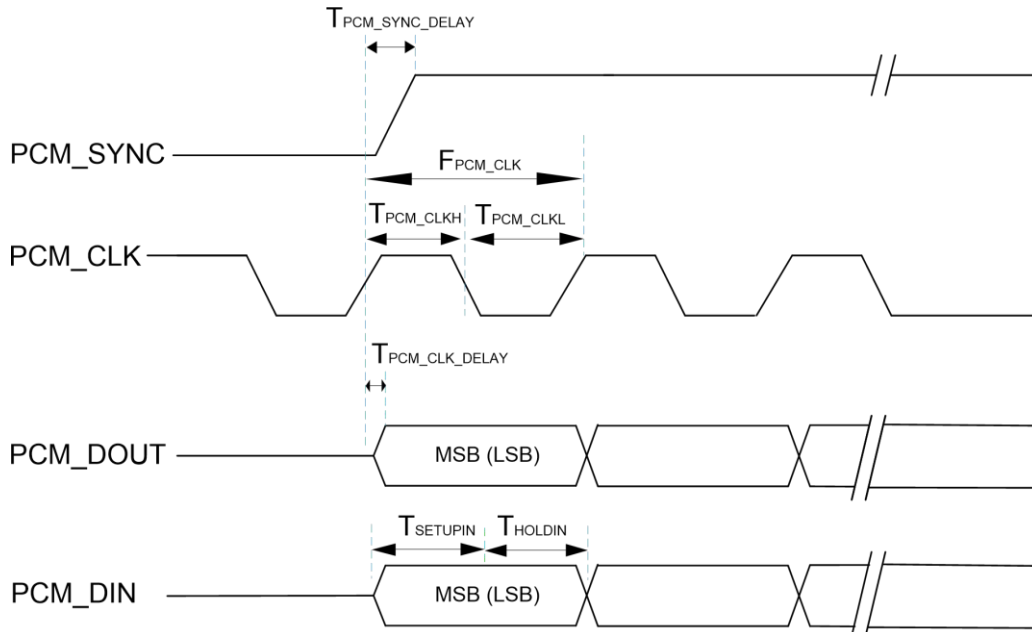 TPCM_SYNC_DELAY
PCM_SYNC
FPCM_CLK
TPCM_CLKH TPCM_CLKL
PCM_CLK
TPCM_CLK_DELAY
PCM_DOUT MSB (LSB)
TSETUPIN THOLDIN
PCM_DIN MSB (LSB)